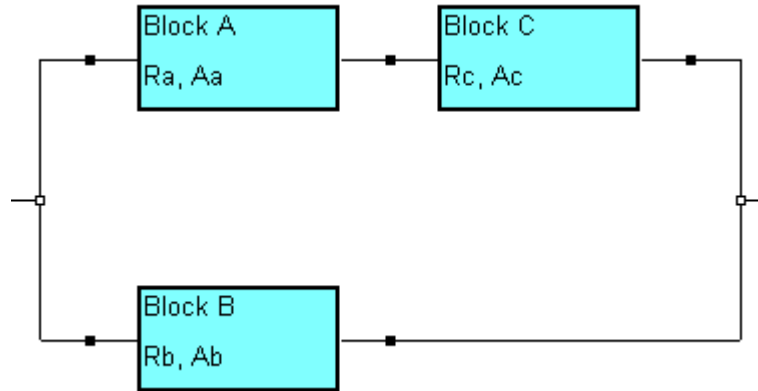 Block A
Ra, Aa
Block C
Rc, Ac
Block B
Rb, Ab